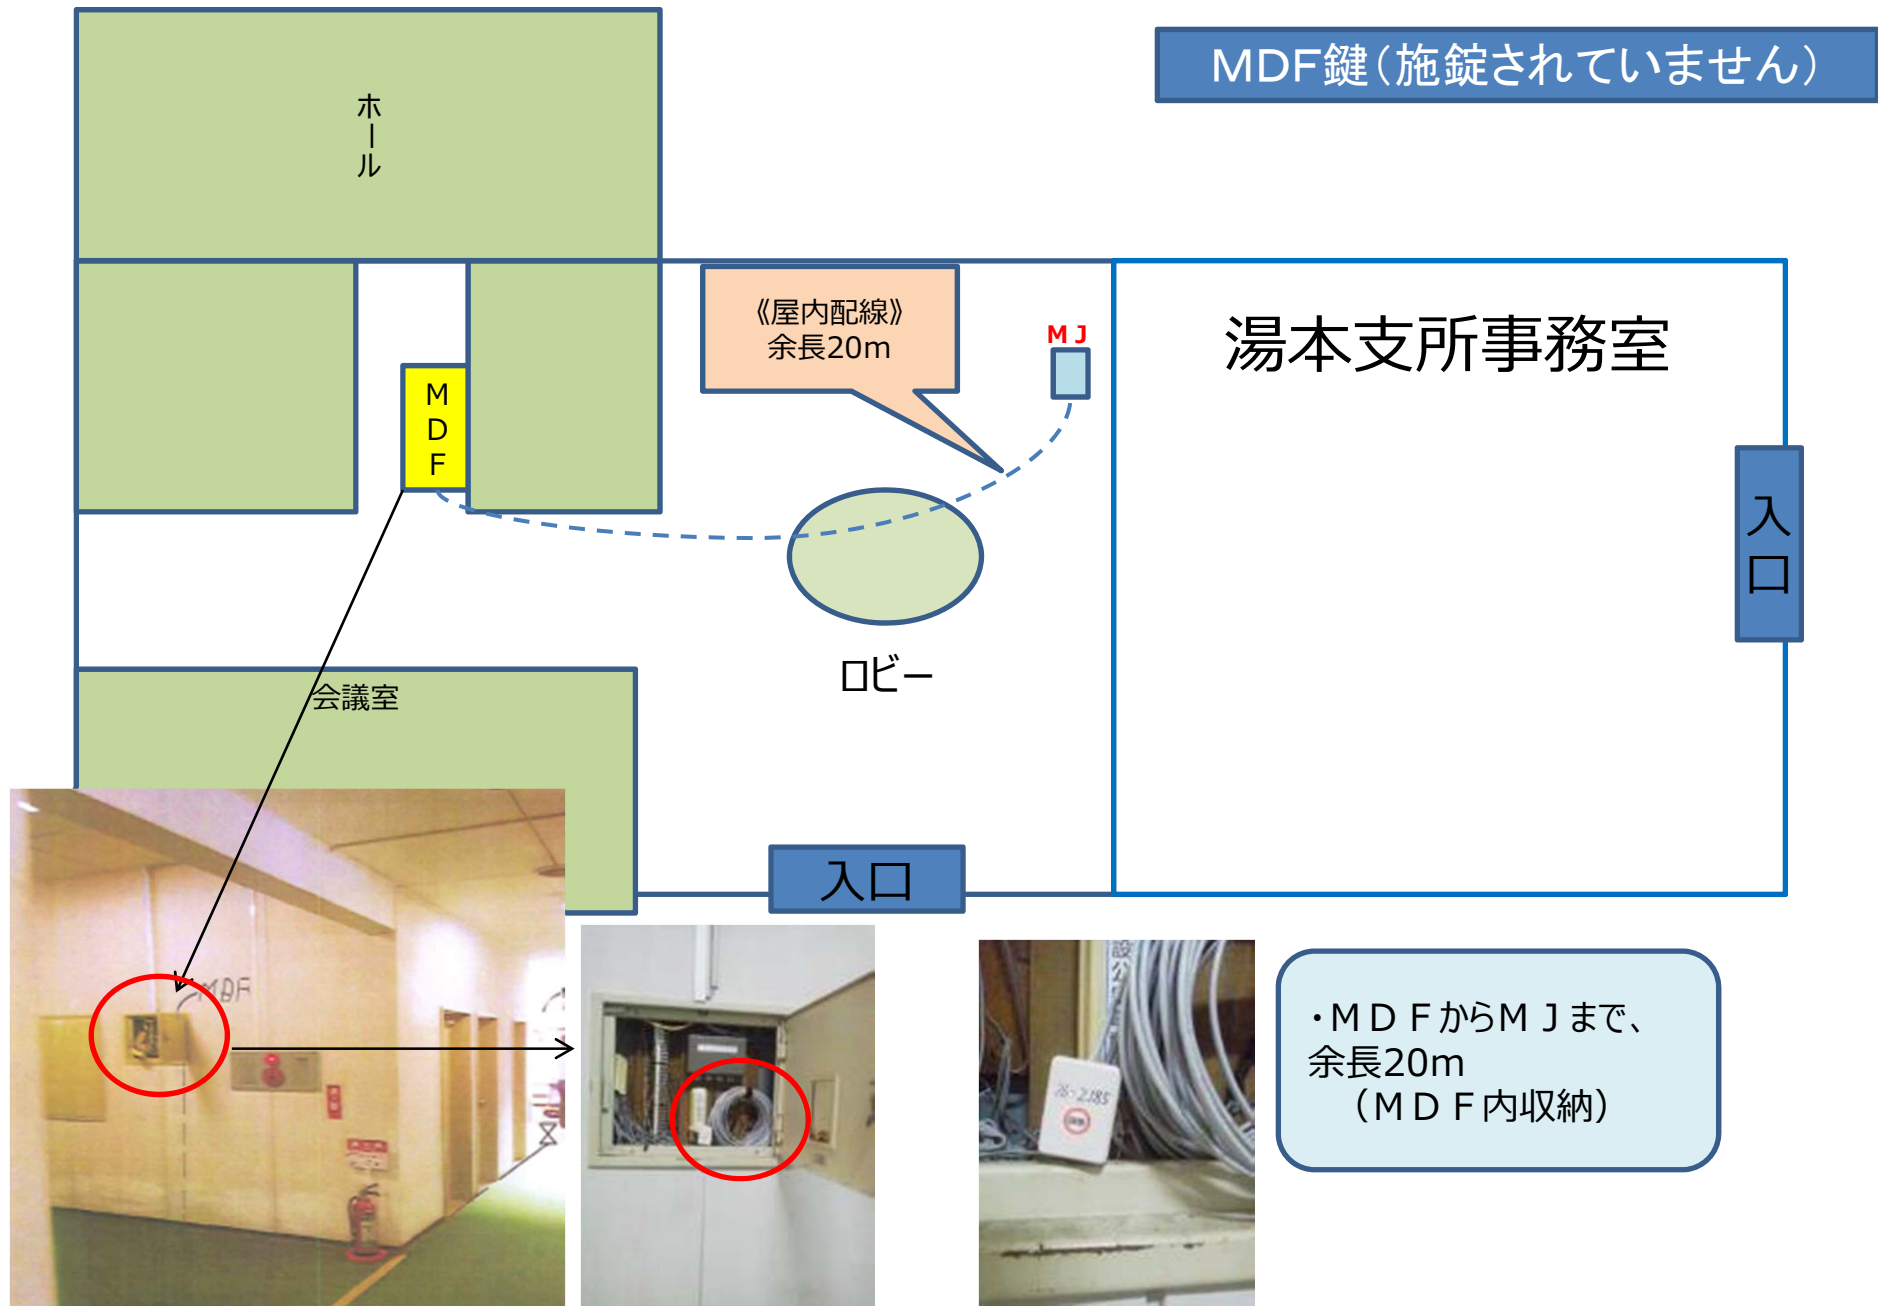 MDF鍵（施錠されていません）
ホール
《屋内配線》
余長20m
ＭＪ
湯本支所事務室
MDF
入口
ロビー
会議室
入口
MDF
・ＭＤＦからＭＪまで、
余長20m
（ＭＤＦ内収納）